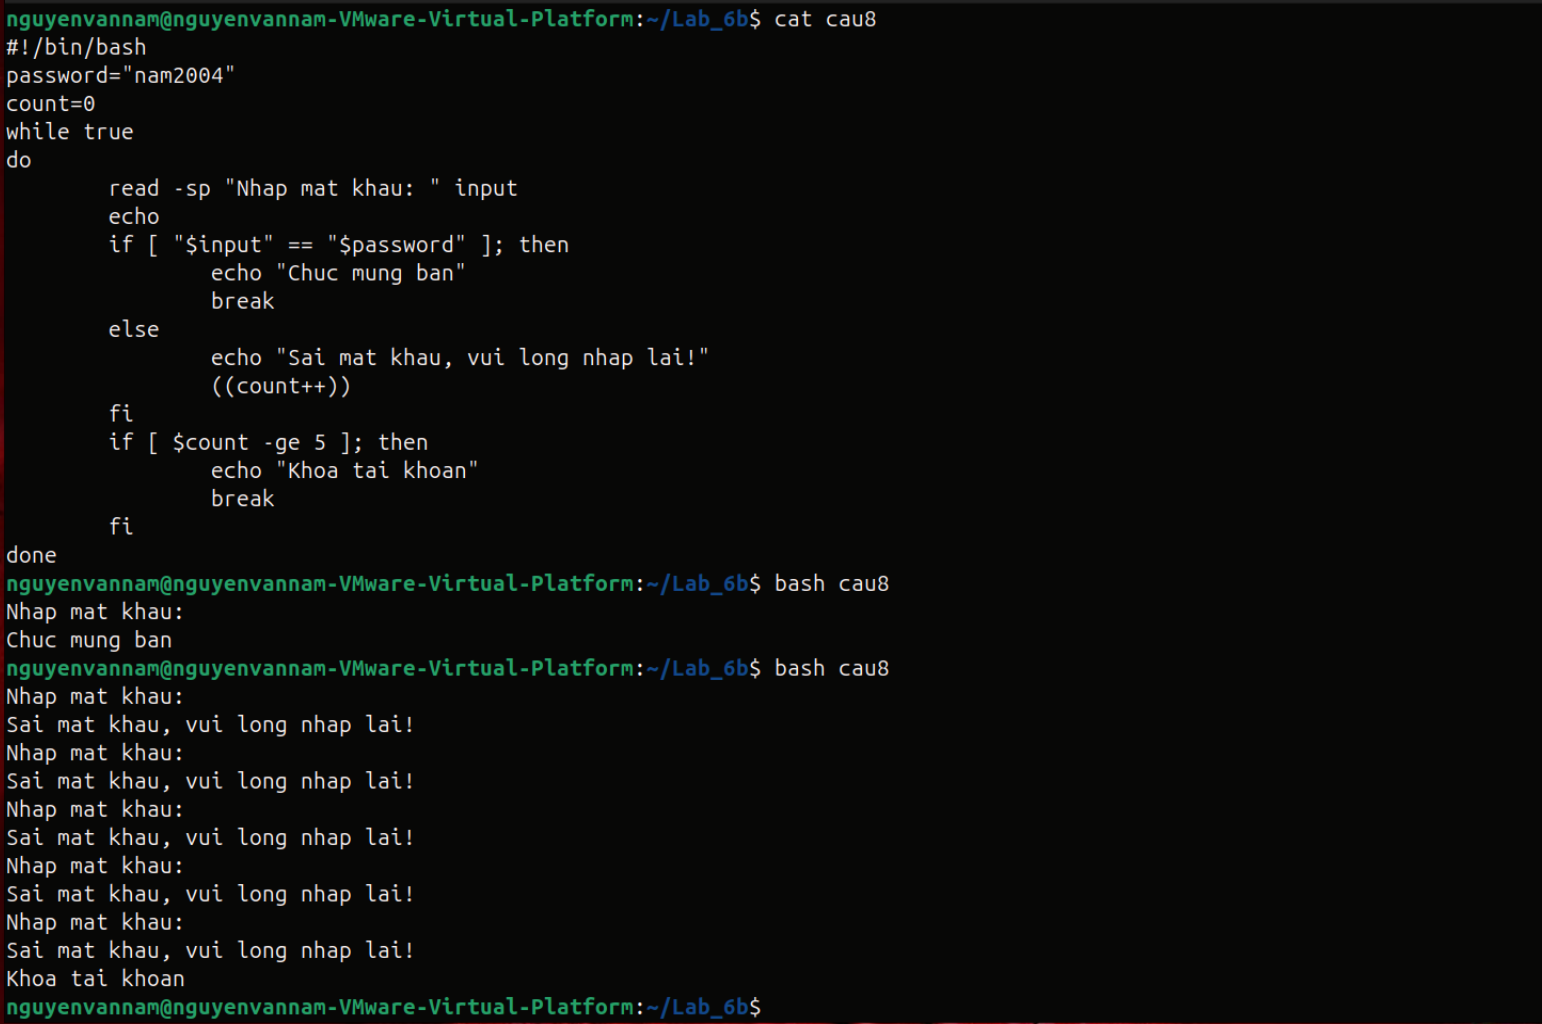 nguyenvannam@nguyenvannam-VMware-Virtual-Platform:~/Lab_6b$ cat cau8
#!/bin/bash
password="nam2004"
count=0
while true
do
        read -sp "Nhap mat khau: " input
        echo
        if [ "$input" == "$password" ]; then
                echo "Chuc mung ban"
                break
        else
                echo "Sai mat khau, vui long nhap lai!"
                ((count++))
        fi
        if [ $count -ge 5 ]; then
                echo "Khoa tai khoan"
                break
        fi
done
nguyenvannam@nguyenvannam-VMware-Virtual-Platform:~/Lab_6b$ bash cau8
Nhap mat khau:
Chuc mung ban
nguyenvannam@nguyenvannam-VMware-Virtual-Platform:~/Lab_6b$ bash cau8
Nhap mat khau:
Sai mat khau, vui long nhap lai!
Nhap mat khau:
Sai mat khau, vui long nhap lai!
Nhap mat khau:
Sai mat khau, vui long nhap lai!
Nhap mat khau:
Sai mat khau, vui long nhap lai!
Nhap mat khau:
Sai mat khau, vui long nhap lai!
Khoa tai khoan
nguyenvannam@nguyenvannam-VMware-Virtual-Platform:~/Lab_6b$